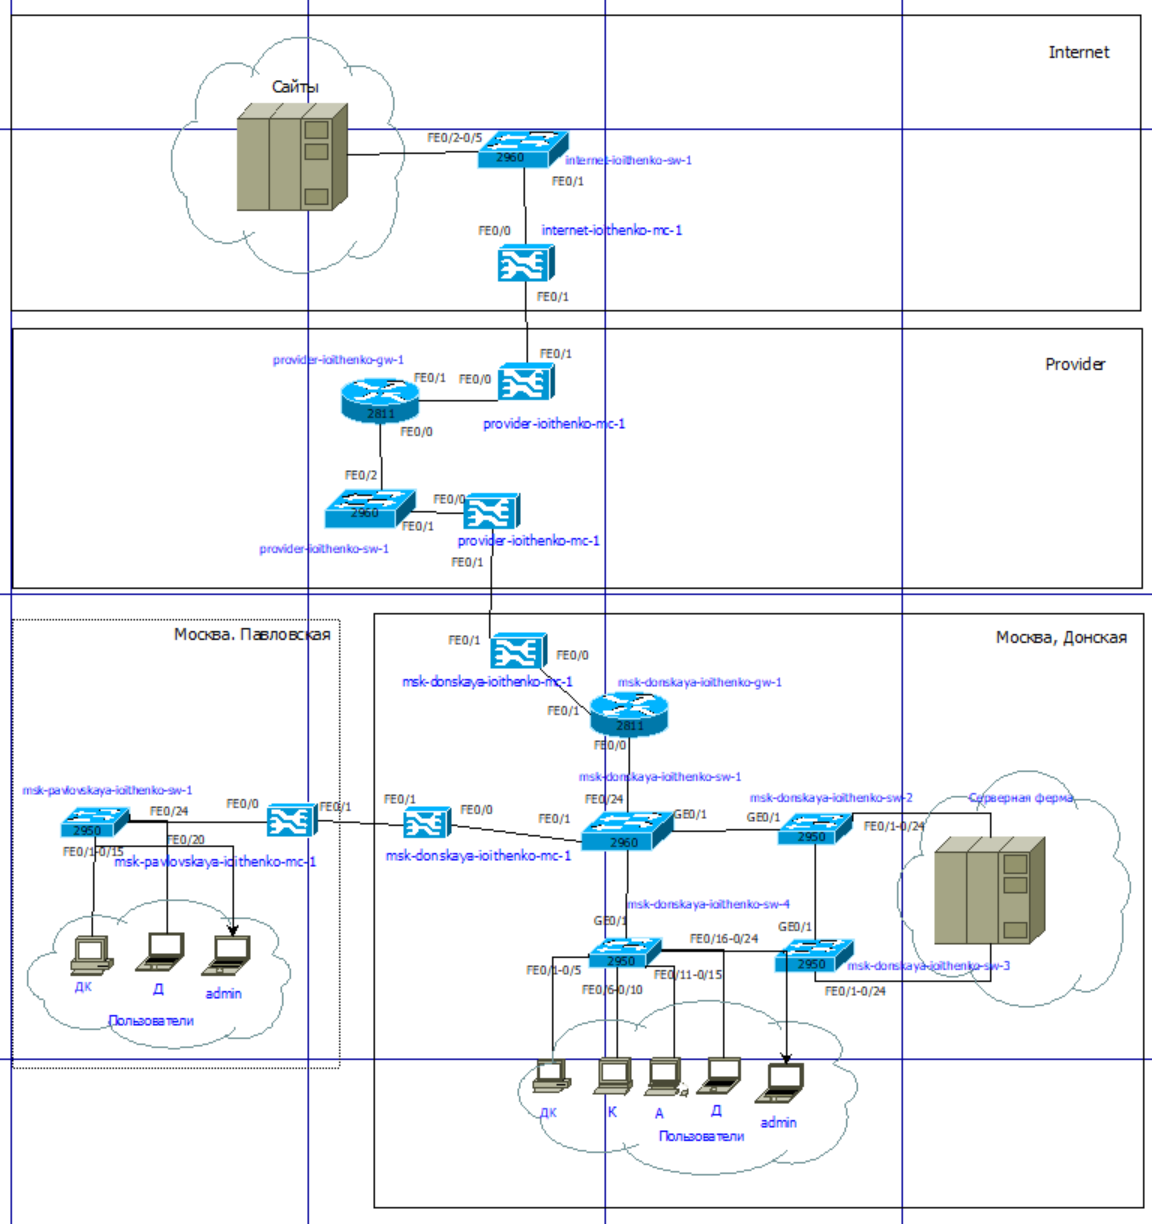 Internet
Сайты
FE0/2-0/5
2960
internet-ioithenko-sw-1
FE0/1
FE0/0
internet-ioithenko-mc-1
FE0/1
Provider
provider-ioithenko-gw-1
FE0/1
FE0/0
FE0/1
2811
FE0/0
provider-ioithenko-mc-1
FE0/2
2960
FE0/0
FE0/1
provider-ioithenko-mc-1
provider-ioithenko-sw-1
FE0/1
Москва. Павловская
msk-pavlovskaya-ioithenko-sw-1
FE0/24
FE0/0
FE0/1
2950
FE0/20
FE0/1-0/15
msk-pavlovskaya-ioithenko-mc-1
ДК
Д
admin
Пользователи
Москва, Донская
FE0/1
FE0/0
msk-donskaya-ioithenko-mc-1
msk-donskaya-ioithenko-gw-1
FE0/1
2811
FE0/0
msk-donskaya-ioithenko-sw-1
FE0/24
FE0/1
FE0/0
FE0/1
msk-donskaya-ioithenko-mc-1
2960
GE0/1
msk-donskaya-ioithenko-sw-2
GE0/1
2950
FE0/1-0/24
Серверная ферма
msk-donskaya-ioithenko-sw-4
GE0/1
2950
FE0/16-0/24
GE0/1
2950
msk-donskaya-ioithenko-sw-3
FE0/1-0/24
FE0/1-0/5
FE0/6-0/10
FE0/11-0/15
ДК
К
А
Д
admin
Пользователи